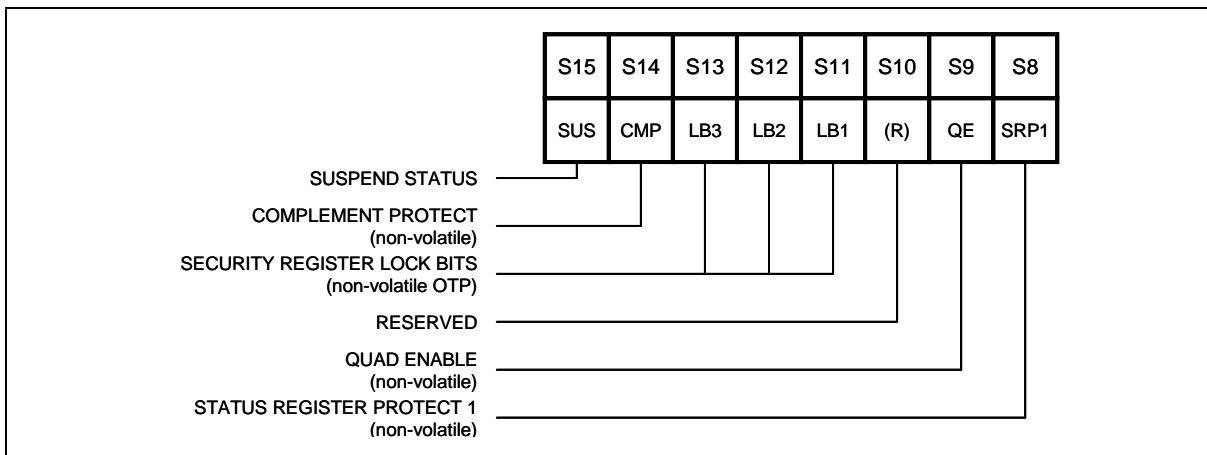 S15 S14 S13 S12 S11 S10 S9 S8
SUS CMP LB3 LB2 LB1 (R) QE SRP1
SUSPEND STATUS
COMPLEMENT PROTECT
(non-volatile)
SECURITY REGISTER LOCK BITS
(non-volatile OTP)
RESERVED
QUAD ENABLE
(non-volatile)
STATUS REGISTER PROTECT 1
(non-volatile)